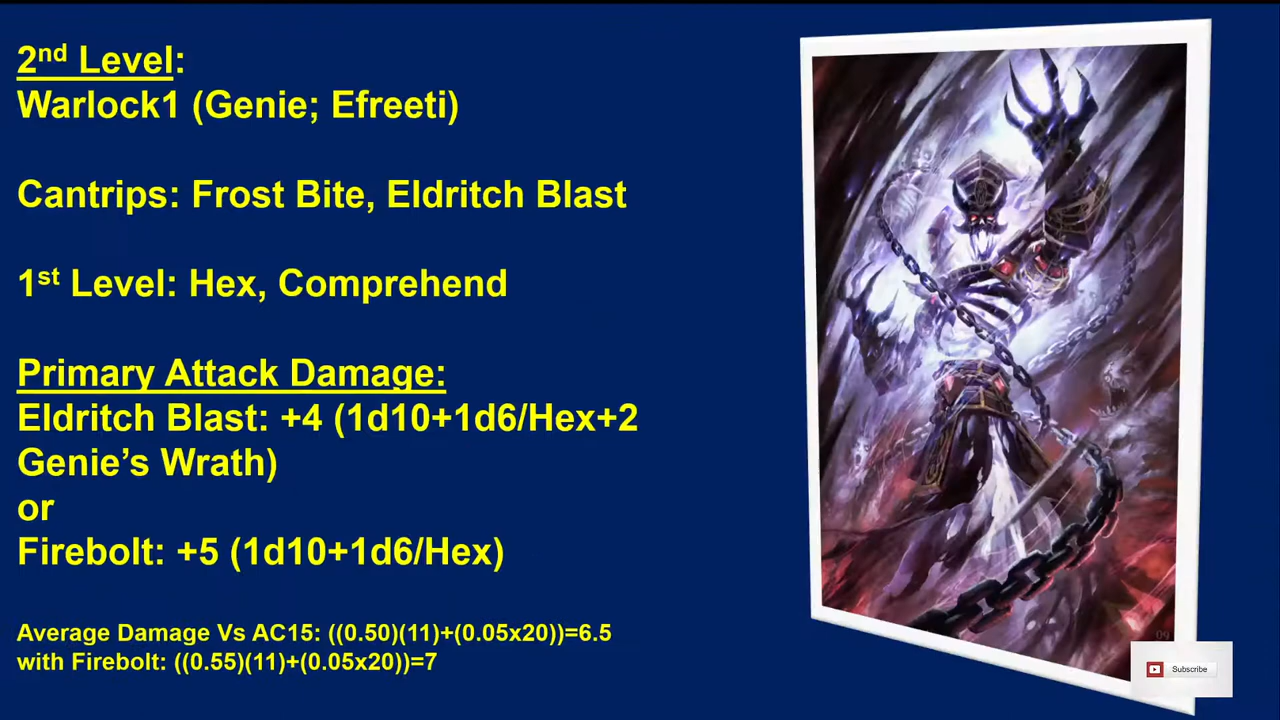 2nd Level:
Warlock1 (Genie; Efreeti)
Cantrips: Frost Bite, Eldritch Blast
1st Level: Hex, Comprehend
Primary Attack Damage:
Eldritch Blast: +4 (1d10+1d6/Hex+2
Genie's Wrath)
or
Firebolt: +5 (1d10+1d6/Hex)
Average Damage Vs AC15: ((0.50)(11)+(0.05x20))=6.5
with Firebolt: ((0.55)(11)+(0.05x20))=7
09
Subscribe